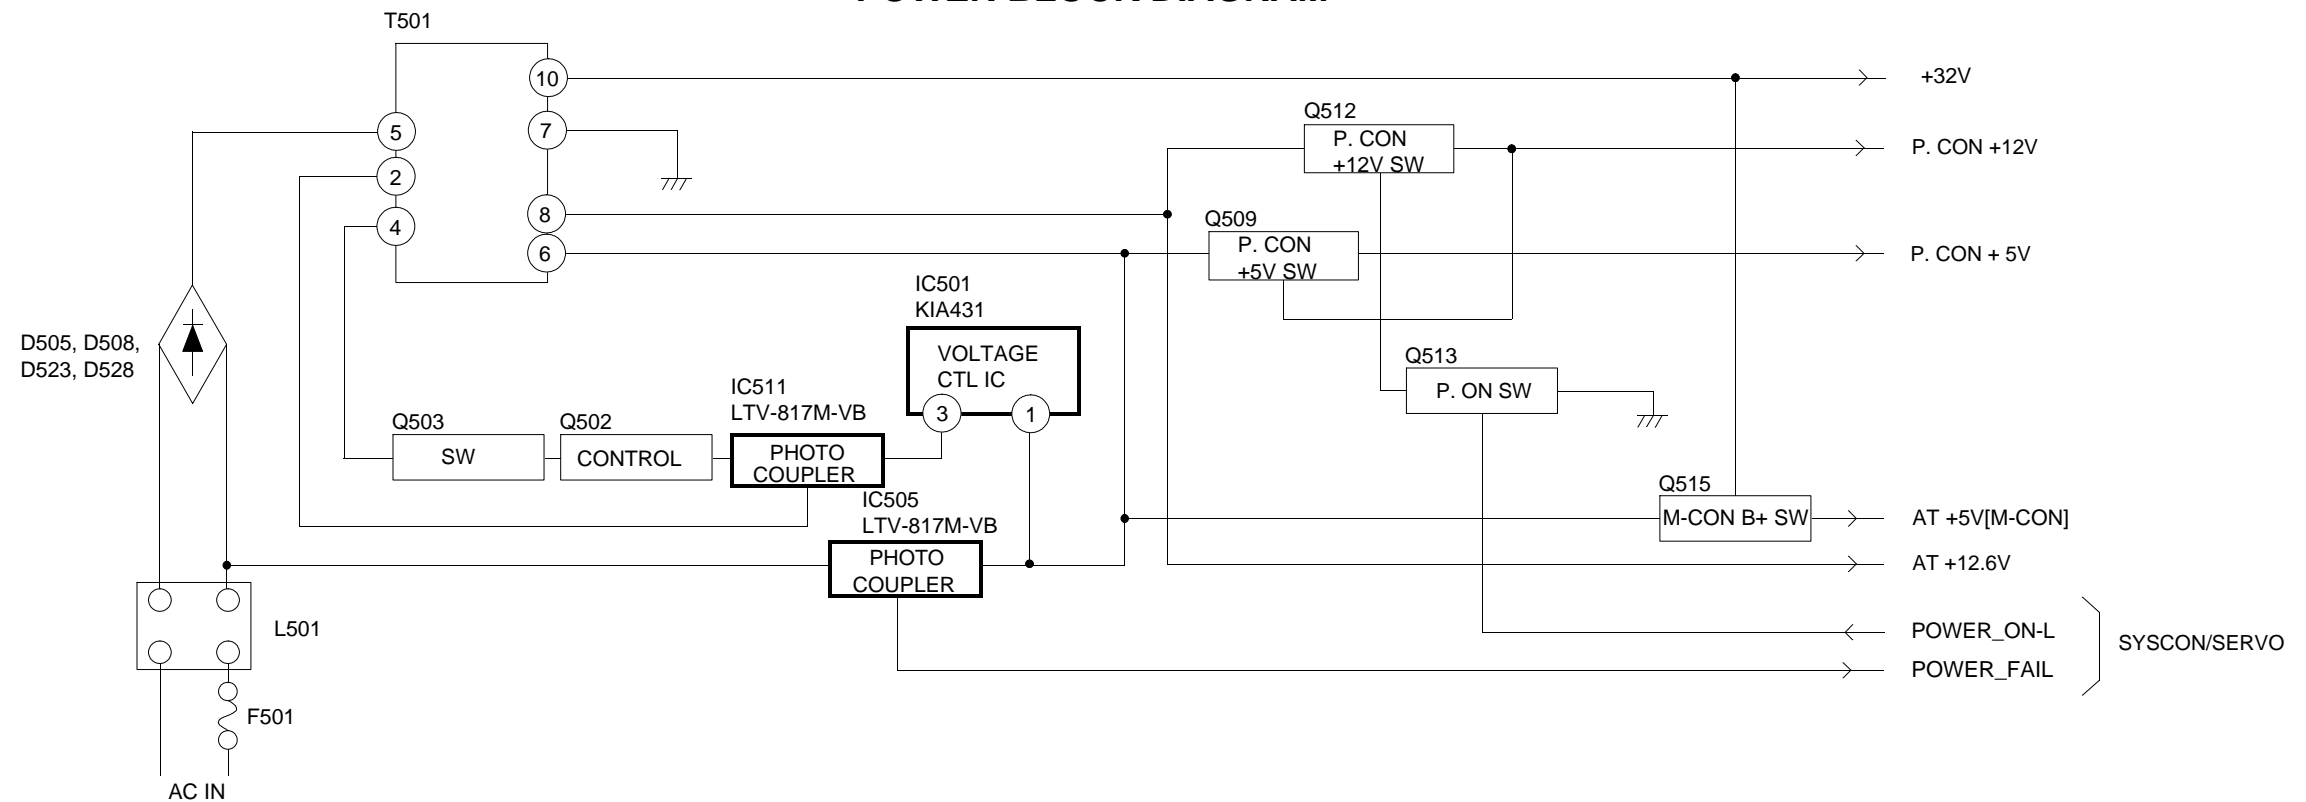 T501
10
+32V
5
7
Q512
P. CON
+12V SW
P. CON +12V
2
4
8
6
Q509
P. CON
+5V SW
P. CON + 5V
IC501
KIA431
VOLTAGE
CTL IC
3
1
D505, D508,
D523, D528
Q513
P. ON SW
IC511
LTV-817M-VB
PHOTO
COUPLER
Q503
SW
Q502
CONTROL
IC505
LTV-817M-VB
PHOTO
COUPLER
Q515
M-CON B+ SW
AT +5V[M-CON]
AT +12.6V
L501
POWER_ON-L
POWER_FAIL
SYSCON/SERVO
F501
AC IN